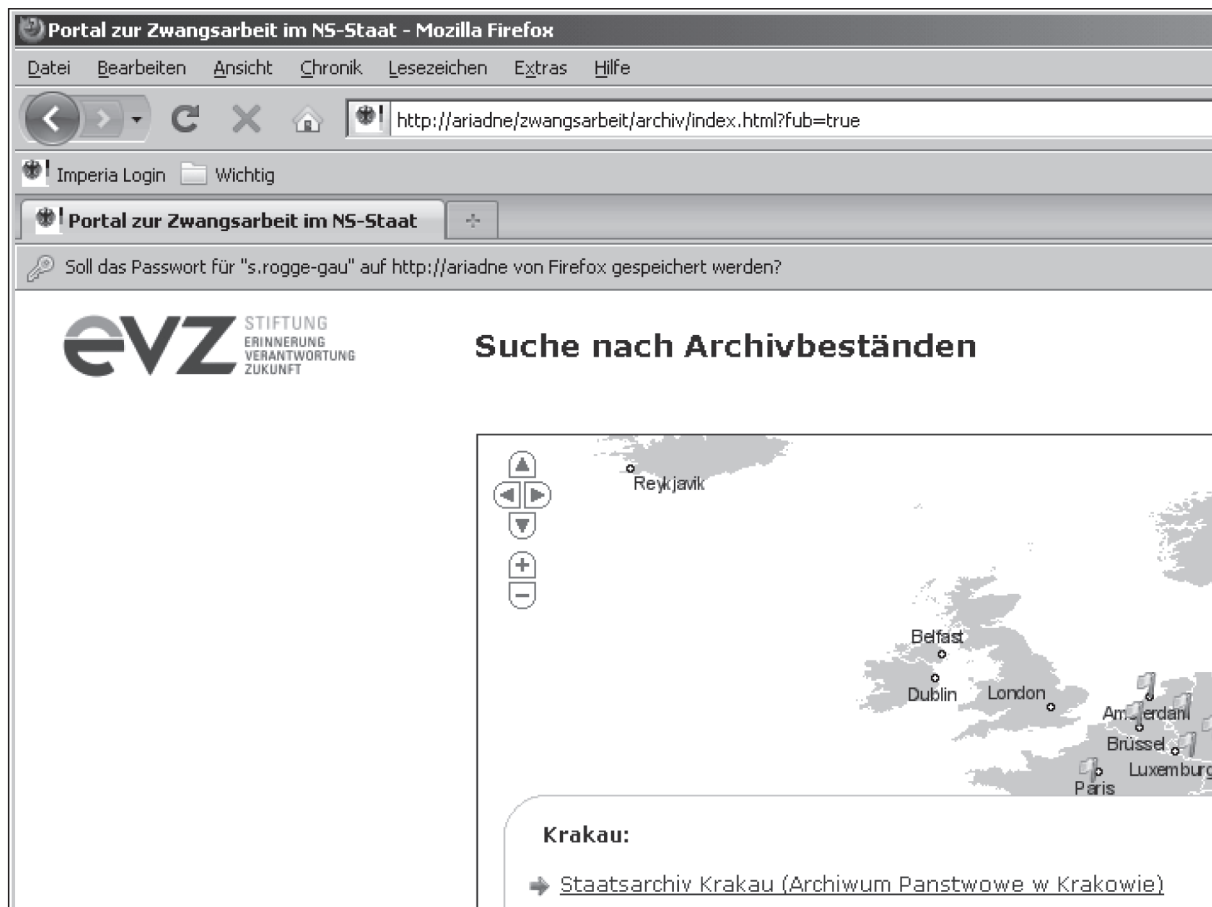 Portal zur Zwangsarbeit im NS-Staat - Mozilla Firefox
Datei Bearbeiten Ansicht Chronik Lesezeichen Extras Hilfe
http://ariadne/zwangsarbeit/archiv/index.html?fub=true
Imperia Login Wichtig
Portal zur Zwangsarbeit im NS-Staat
Soll das Passwort für "s.rogge-gau" auf http://ariadne von Firefox gespeichert werden?
evz STIFTUNG
ERINNERUNG
VERANTWORTUNG
ZUKUNFT
Suche nach Archivbeständen
Reykjavik
Belfast
Dublin London
Amsterdam
Brüssel
Luxemburg
Paris
Krakau:
Staatsarchiv Krakau (Archiwum Panstwowe w Krakowie)